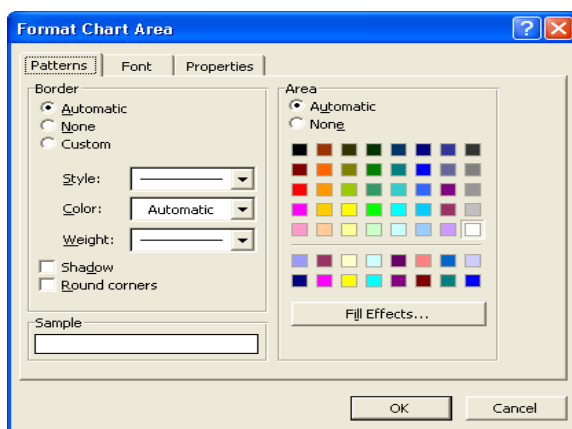 Format Chart Area
Patterns Font Properties
Border
Automatic
None
Custom
Style:
Color: Automatic
Weight:
Shadow
Round corners
Sample
Area
Automatic
None
Fill Effects...
OK Cancel